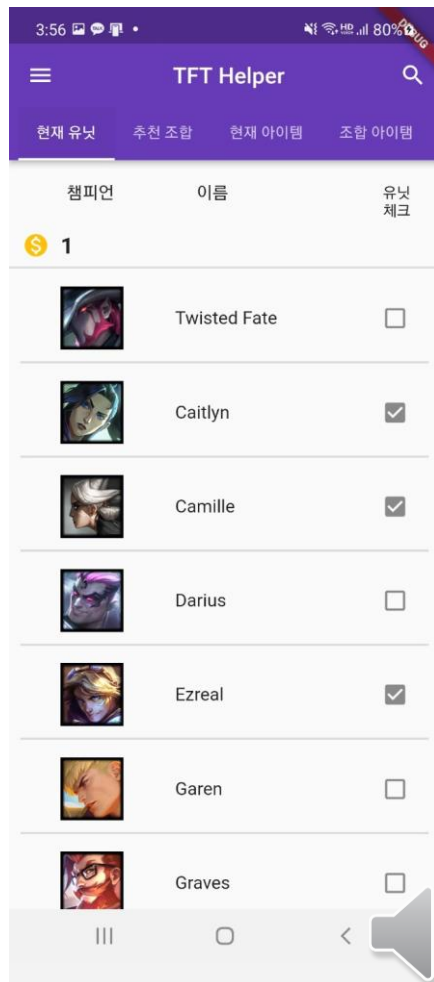 3:56 HD 80%
DEBUG
TFT Helper
현재 유닛 추천 조합 현재 아이템 조합 아이탬
챔피언 이름 유닛
체크
1
Twisted Fate
Caitlyn
Camille
Darius
Ezreal
Garen
Graves